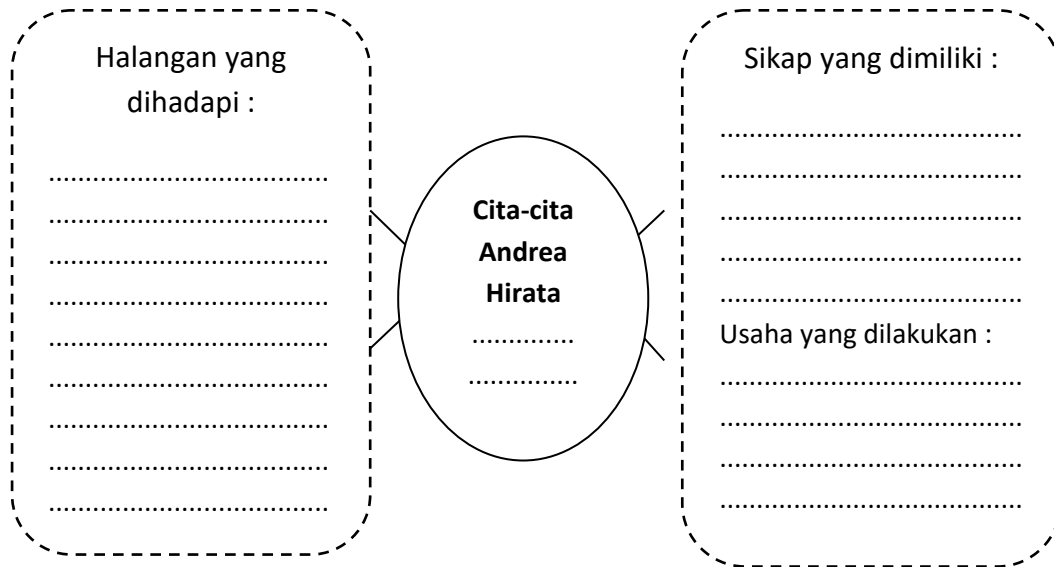 Halangan yang
dihadapi :
......................................
......................................
......................................
......................................
......................................
......................................
......................................
......................................
......................................
Cita-cita
Andrea
Hirata
..............
...............
Sikap yang dimiliki :
.........................................
.........................................
.........................................
.........................................
.........................................
Usaha yang dilakukan :
.........................................
.........................................
.........................................
.........................................